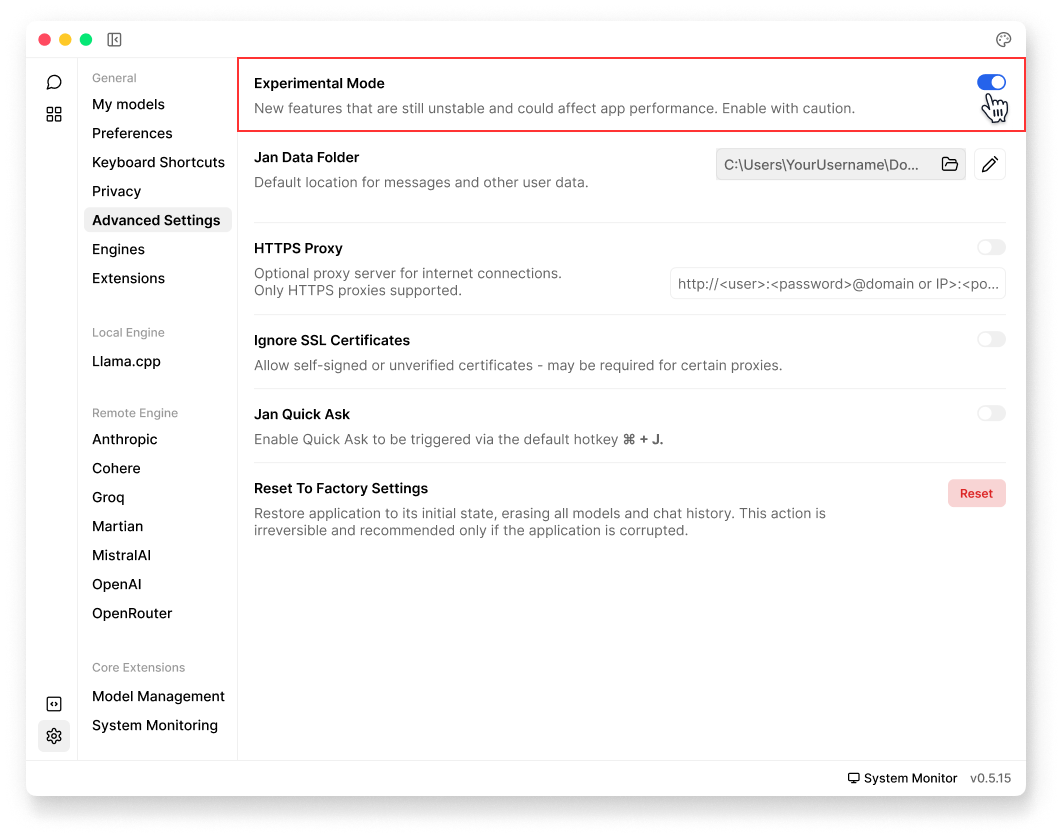 General
My models
Preferences
Keyboard Shortcuts
Privacy
Advanced Settings
Engines
Extensions
Local Engine
Llama.cpp
Remote Engine
Anthropic
Cohere
Groq
Martian
MistralAI
OpenAI
OpenRouter
Core Extensions
Model Management
System Monitoring
Experimental Mode
New features that are still unstable and could affect app performance. Enable with caution.
Jan Data Folder
Default location for messages and other user data.
C:\Users\YourUsername\Do...
HTTPS Proxy
Optional proxy server for internet connections.
Only HTTPS proxies supported.
http://<user>:<password>@domain or IP>:<po...
Ignore SSL Certificates
Allow self-signed or unverified certificates - may be required for certain proxies.
Jan Quick Ask
Enable Quick Ask to be triggered via the default hotkey ⌘ + J.
Reset To Factory Settings
Restore application to its initial state, erasing all models and chat history. This action is
irreversible and recommended only if the application is corrupted.
Reset
System Monitor v0.5.15